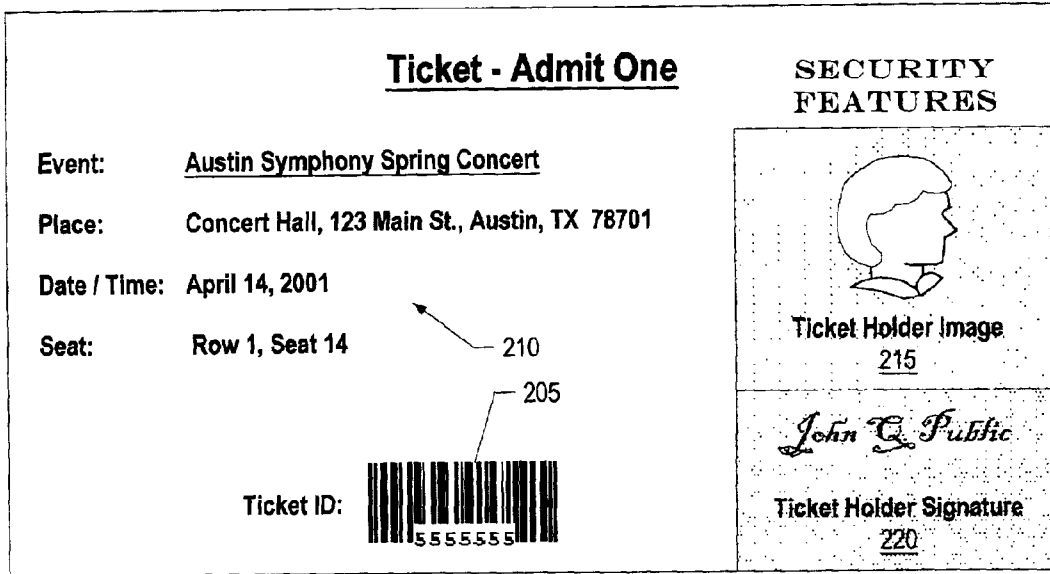 Ticket - Admit One
SECURITY
FEATURES
Event: Austin Symphony Spring Concert
Place: Concert Hall, 123 Main St., Austin, TX 78701
Date / Time: April 14, 2001
Seat: Row 1, Seat 14
210
205
Ticket ID:
5555555
Ticket Holder Image
215
John Q. Public
Ticket Holder Signature
220